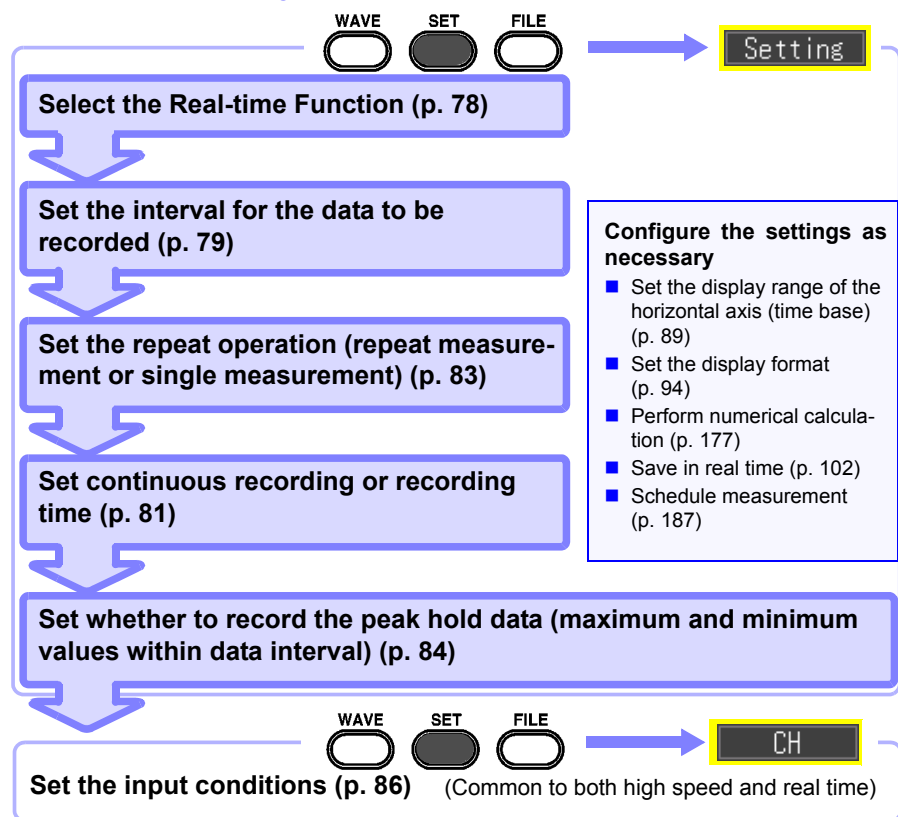 WAVE SET FILE
Setting
Select the Real-time Function (p. 78)
Set the interval for the data to be
recorded (p. 79)
Set the repeat operation (repeat measure-
ment or single measurement) (p. 83)
Set continuous recording or recording
time (p. 81)
Configure the settings as
necessary
■ Set the display range of the
horizontal axis (time base)
(p. 89)
■ Set the display format
(p. 94)
■ Perform numerical calcula-
tion (p. 177)
■ Save in real time (p. 102)
■ Schedule measurement
(p. 187)
Set whether to record the peak hold data (maximum and minimum
values within data interval) (p. 84)
WAVE SET FILE
CH
Set the input conditions (p. 86) (Common to both high speed and real time)